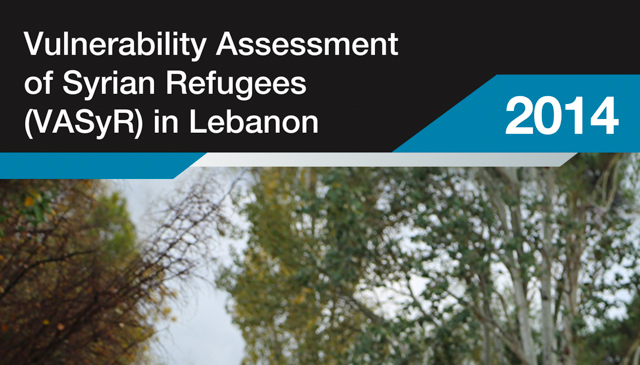 Vulnerability Assessment
of Syrian Refugees
(VASyR) in Lebanon
2014